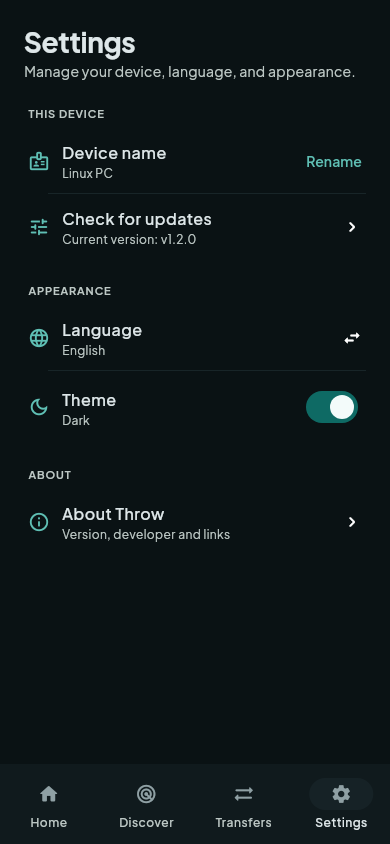 Settings
Manage your device, language, and appearance.
THIS DEVICE
Device name
Linux PC
Rename
Check for updates
Current version: v1.2.0
APPEARANCE
Language
English
Theme
Dark
ABOUT
About Throw
Version, developer and links
Home
Discover
Transfers
Settings